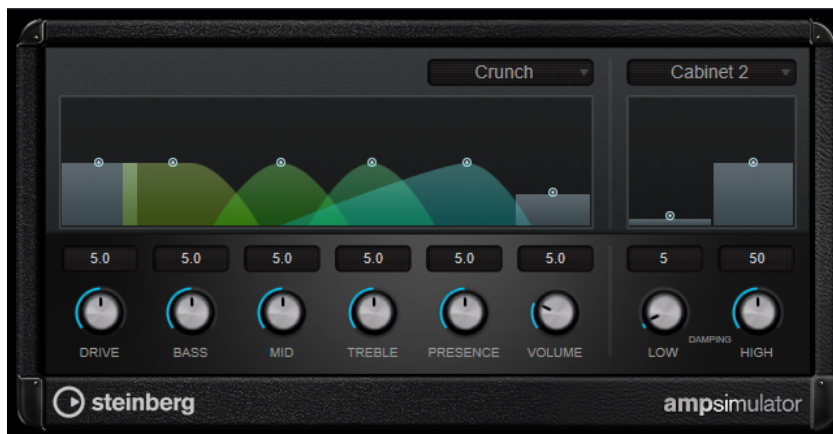 Crunch Cabinet 2
5.0 5.0 5.0 5.0 5.0 5.0 5 50
DRIVE BASS MID TREBLE PRESENCE VOLUME LOW DAMPING HIGH
steinberg ampsimulator